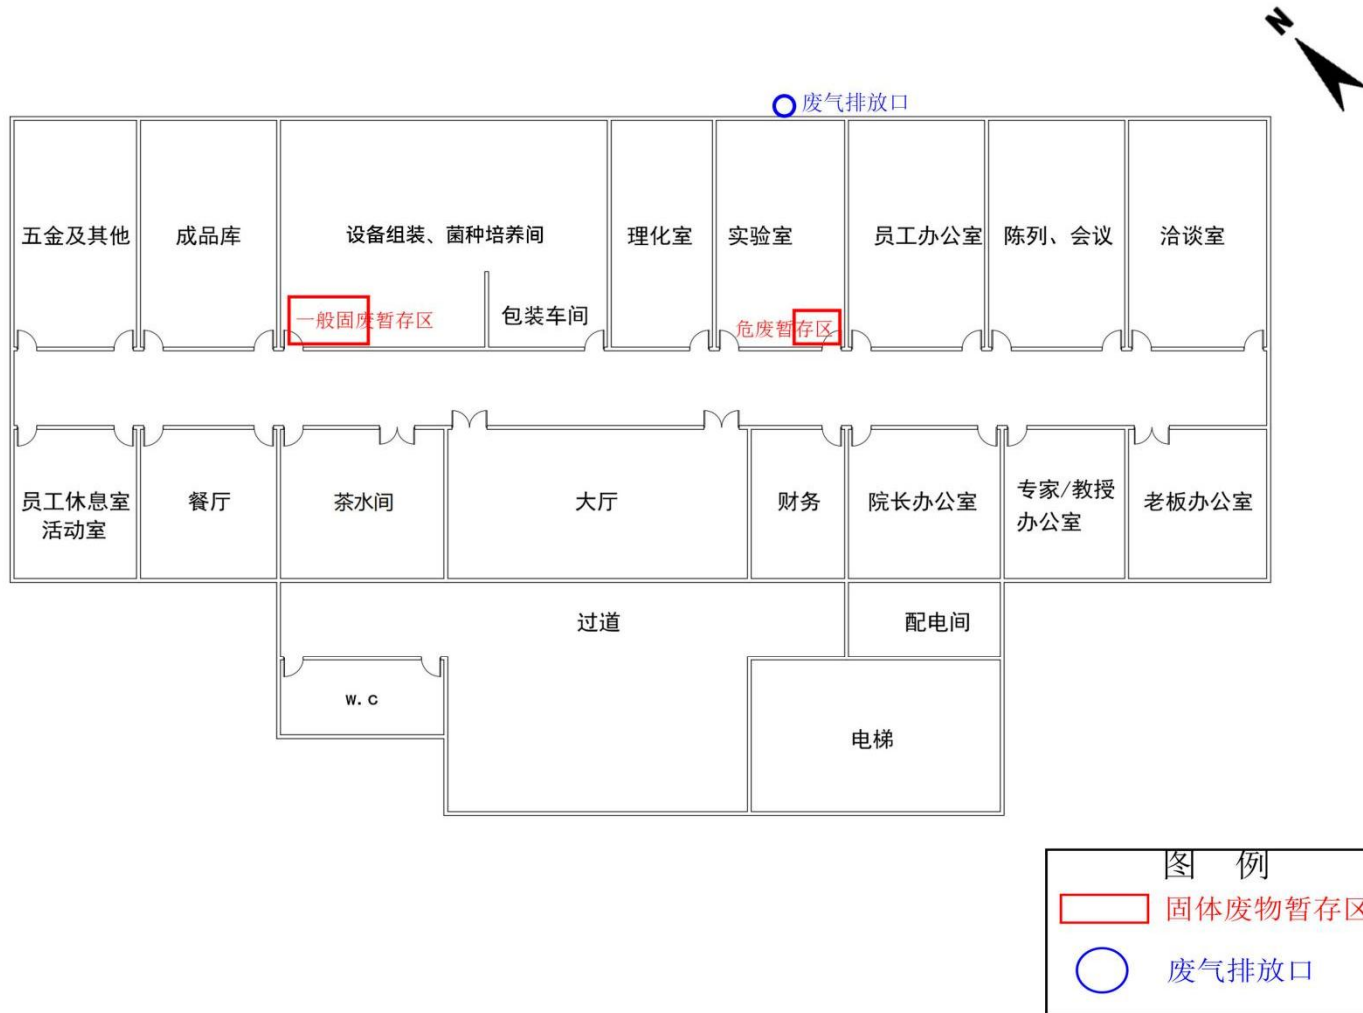 N
废气排放口
五金及其他
成品库
设备组装、菌种培养间
理化室
实验室
员工办公室
陈列、会议
洽谈室
包装车间
一般固废暂存区
危废暂存区
员工休息室
活动室
餐厅
茶水间
大厅
财务
院长办公室
专家/教授
办公室
老板办公室
过道
配电间
w.c
电梯
图 例
固体废物暂存区
废气排放口